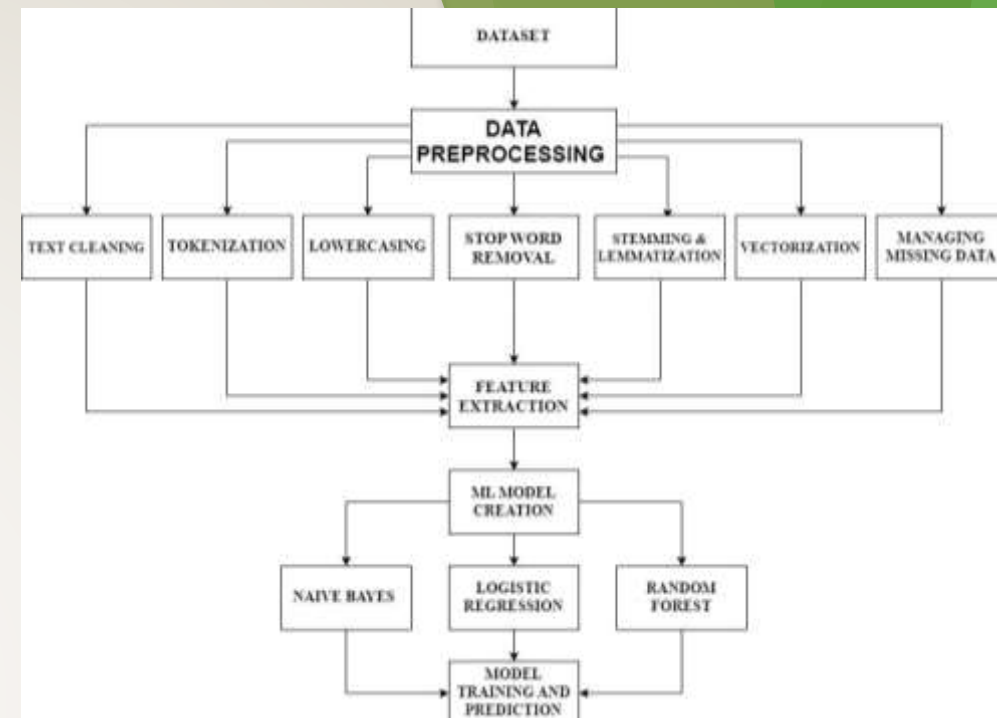 DATASET
DATA
PREPROCESSING
TEXT CLEANING
TOKENIZATION
LOWERCASING
STOP WORD
REMOVAL
STEMMING &
LEMMATIZATION
VECTORIZATION
MANAGING
MISSING DATA
FEATURE
EXTRACTION
ML MODEL
CREATION
NAIVE BAYES
LOGISTIC
REGRESSION
RANDOM
FOREST
MODEL
TRAINING AND
PREDICTION